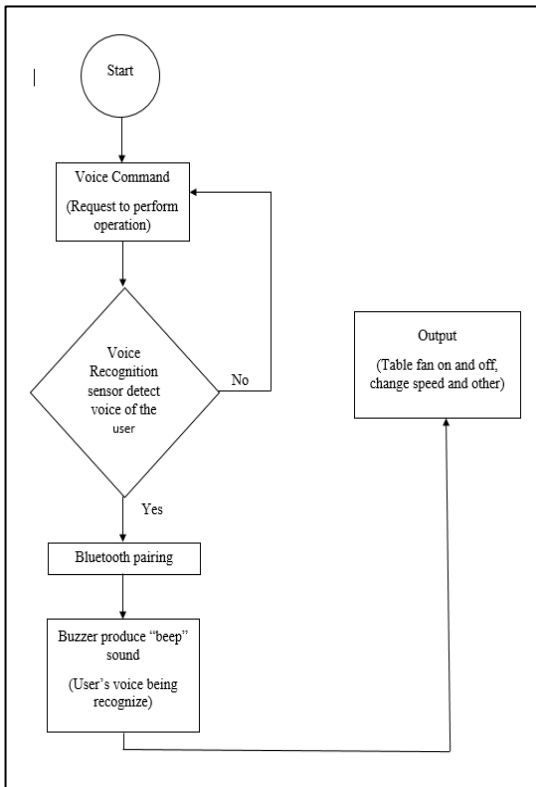 Start
Voice Command
(Request to perform
operation)
Voice
Recognition
sensor detect
voice of the
user
No
Yes
Bluetooth pairing
Buzzer produce “beep”
sound
(User’s voice being
recognize)
Output
(Table fan on and off,
change speed and other)